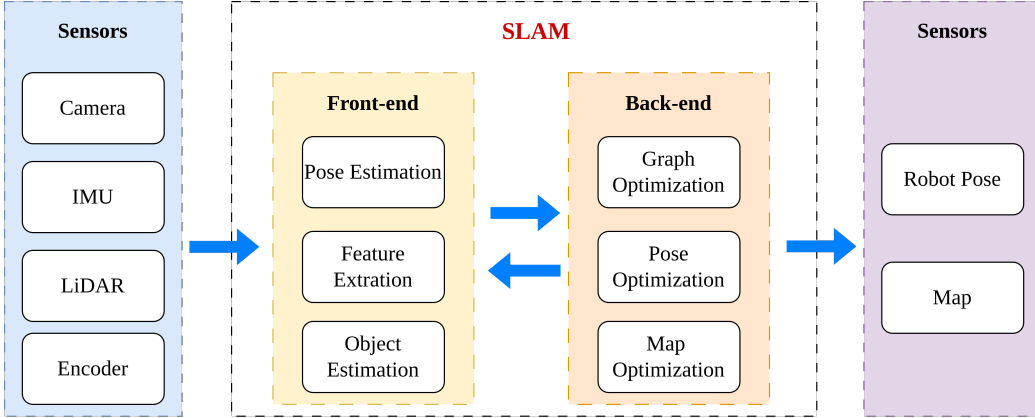 Sensors
Camera
IMU
LiDAR
Encoder
SLAM
Front-end
Pose Estimation
Feature
Extration
Object
Estimation
Back-end
Graph
Optimization
Pose
Optimization
Map
Optimization
Sensors
Robot Pose
Map